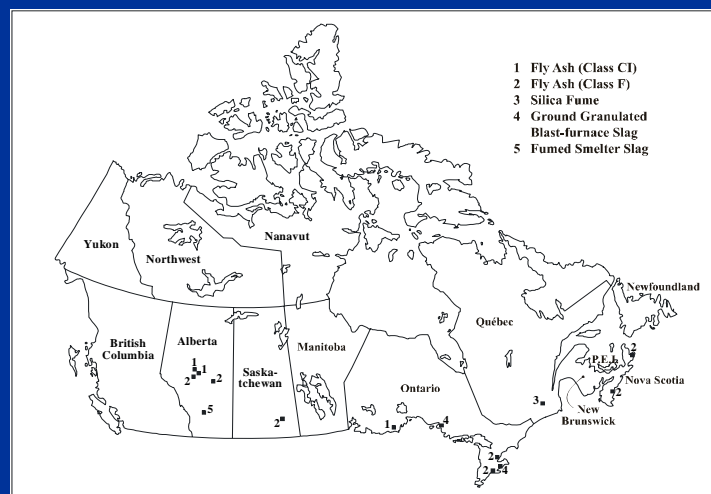 1 Fly Ash (Class CI)
2 Fly Ash (Class F)
3 Silica Fume
4 Ground Granulated
Blast-furnace Slag
5 Fumed Smelter Slag
Yukon
Northwest
Nanavut
Newfoundland
British
Columbia
Alberta
Saska-
tchewan
Manitoba
Ontario
Québec
P.E.I.
Nova Scotia
New
Brunswick
1
1
2
2
5
2
1
4
2
2
4
3
2
2